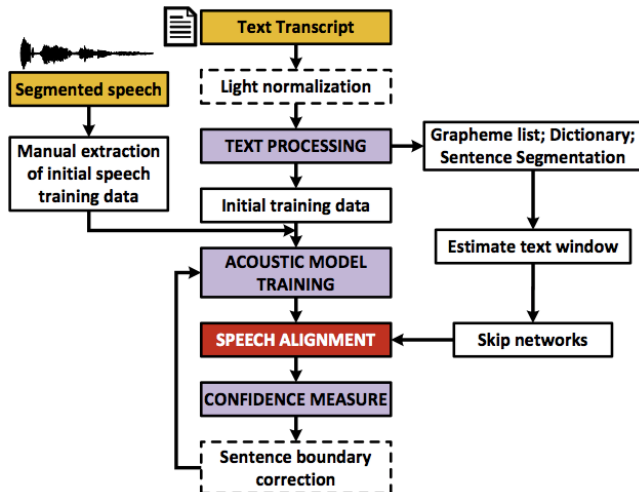 Text Transcript
Light normalization
Segmented speech
TEXT PROCESSING
Grapheme list; Dictionary;
Sentence Segmentation
Manual extraction
of initial speech
training data
Initial training data
Estimate text window
ACOUSTIC MODEL
TRAINING
SPEECH ALIGNMENT
Skip networks
CONFIDENCE MEASURE
Sentence boundary
correction